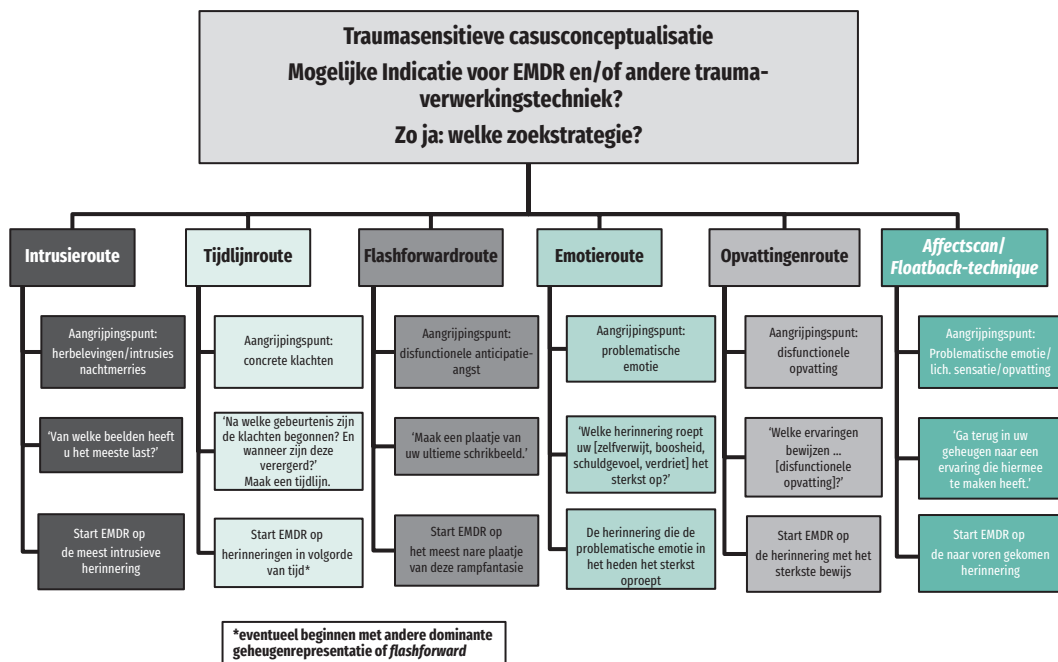 Traumasensitieve casusconceptualisatie
Mogelijke Indicatie voor EMDR en/of andere trauma-
verwerkingstechniek?
Zo ja: welke zoekstrategie?
Intrusieroute
Aangrijpingspunt:
herbelevingen/intrusies
nachtmerries
‘Van welke beelden heeft
u het meeste last?’
Start EMDR op
de meest intrusieve
herinnering
Tijdlijnroute
Aangrijpingspunt:
concrete klachten
‘Na welke gebeurtenis zijn
de klachten begonnen? En
wanneer zijn deze
verergerd?’
Maak een tijdlijn.
Start EMDR op
herinneringen in volgorde
van tijd*
Flashforwardroute
Aangrijpingspunt:
disfunctionele anticipatie-
angst
‘Maak een plaatje van
uw ultieme schrikbeeld.’
Start EMDR op
het meest nare plaatje
van deze rampfantasie
Emotieroute
Aangrijpingspunt:
problematische
emotie
‘Welke herinnering roept
uw [zelfverwijt, boosheid,
schuldgevoel, verdriet] het
sterkst op?’
De herinnering die de
problematische emotie in
het heden het sterkst
oproept
Opvattingenroute
Aangrijpingspunt:
disfunctionele
opvatting
‘Welke ervaringen
bewijzen ...
[disfunctionele
opvatting]?’
Start EMDR op
de herinnering met het
sterkste bewijs
Affectscan/
Floatback-technique
Aangrijpingspunt:
Problematische emotie/
lich. sensatie/opvatting
‘Ga terug in uw
geheugen naar een
ervaring die hiermee
te maken heeft.’
Start EMDR op
de naar voren gekomen
herinnering
*eventueel beginnen met andere dominante
geheugenrepresentatie of flashforward